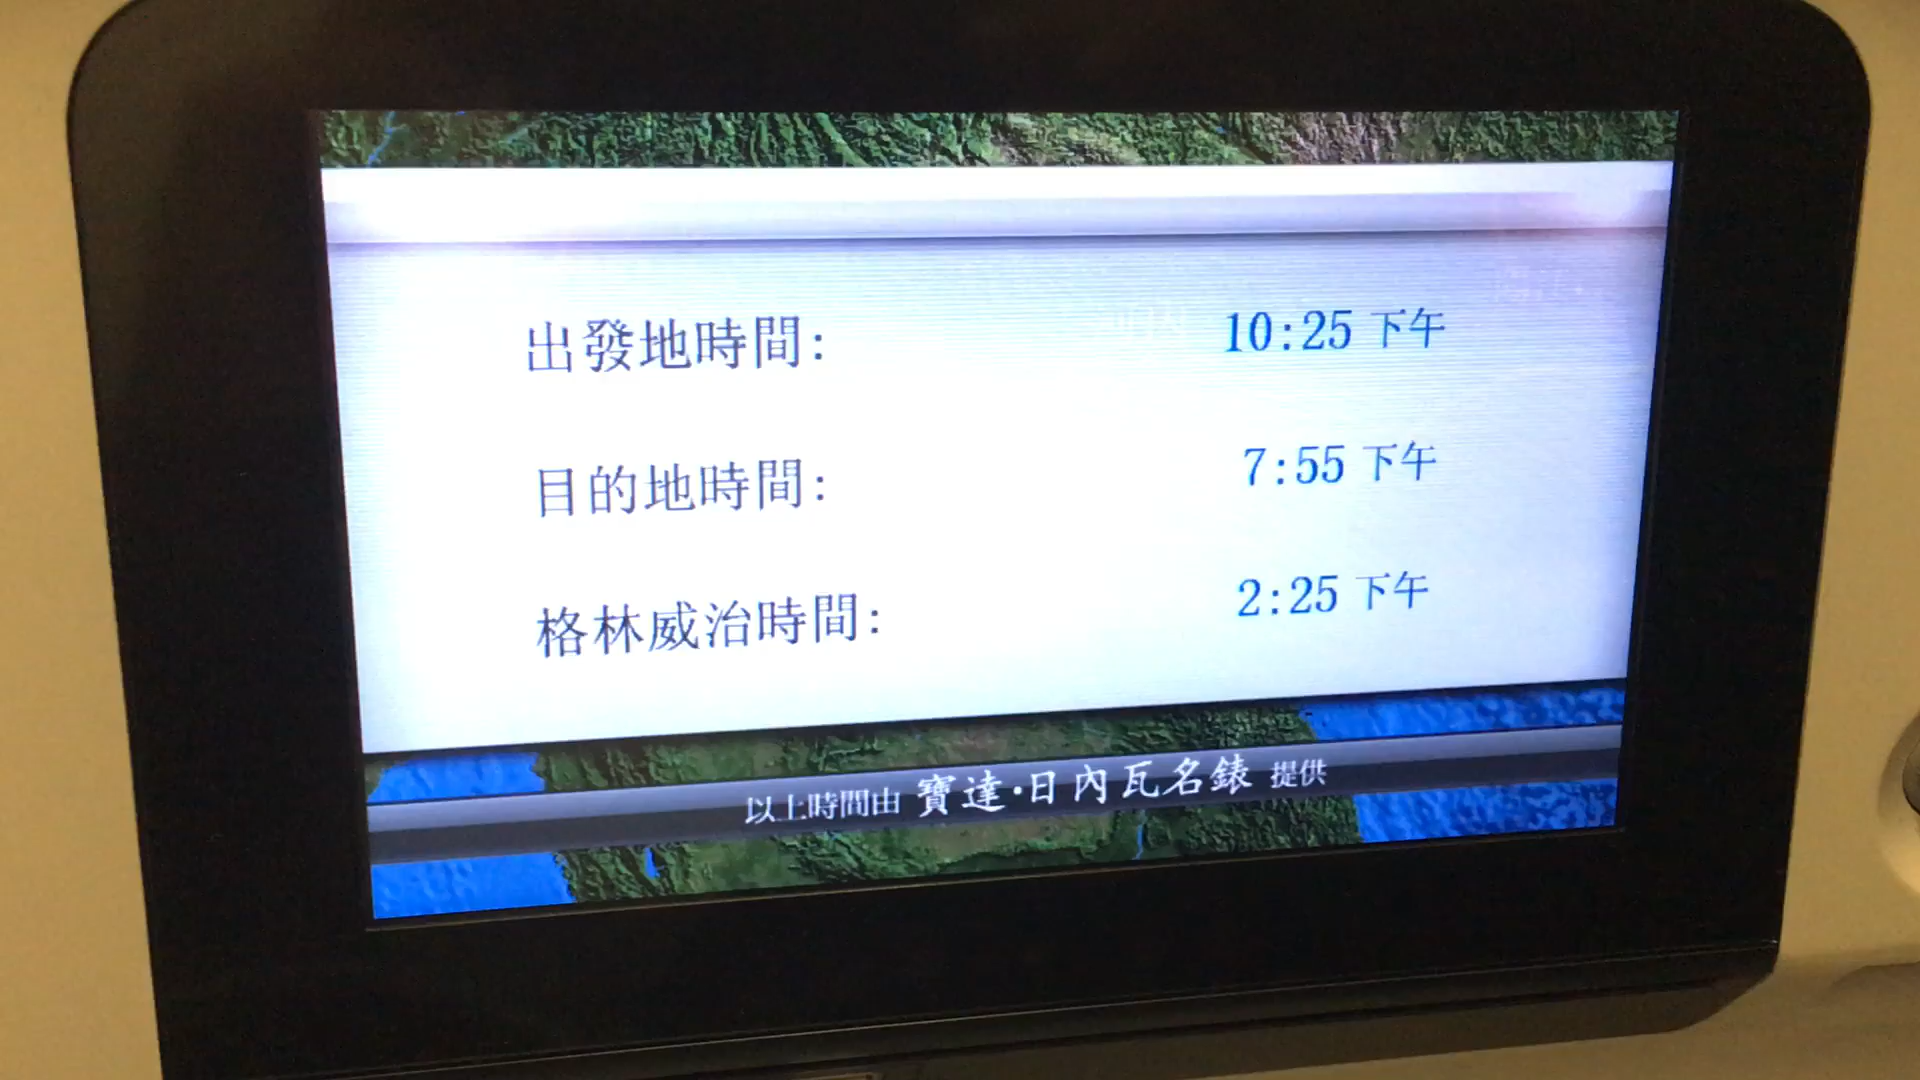 出發地時間: 10:25 下午
目的地時間: 7:55 下午
格林威治時間: 2:25 下午
以上時間由 寶達·日內瓦名錶 提供